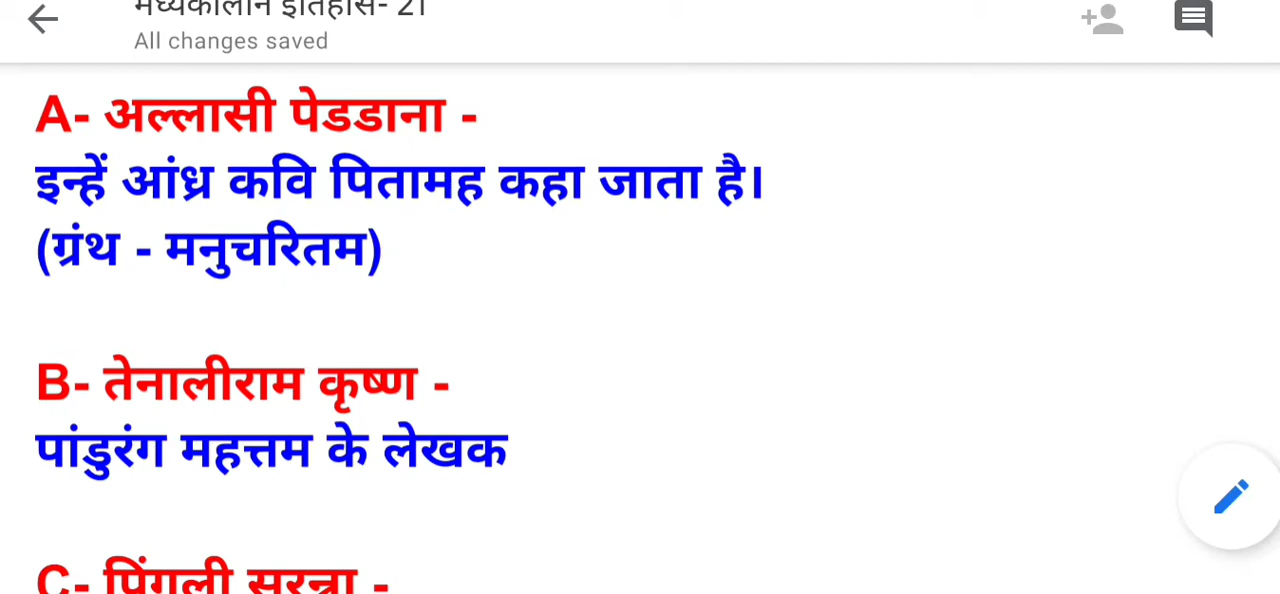 मध्यकालीन इतिहास- 21
All changes saved
A- अल्लासी पेडडाना -
इन्हें आंध्र कवि पितामह कहा जाता है।
(ग्रंथ - मनुचरितम)
B- तेनालीराम कृष्ण -
पांडुरंग महत्तम के लेखक
C- पिंगली सूरन्ना -